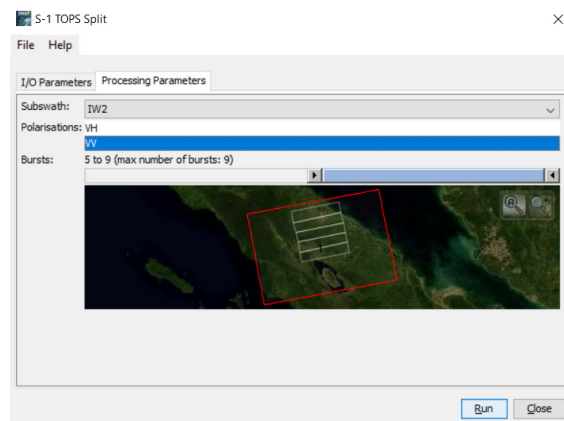 S-1 TOPS Split
File Help
I/O Parameters Processing Parameters
Subswath: IW2
Polarisations: VH
VV
Bursts: 5 to 9 (max number of bursts: 9)
Run Close